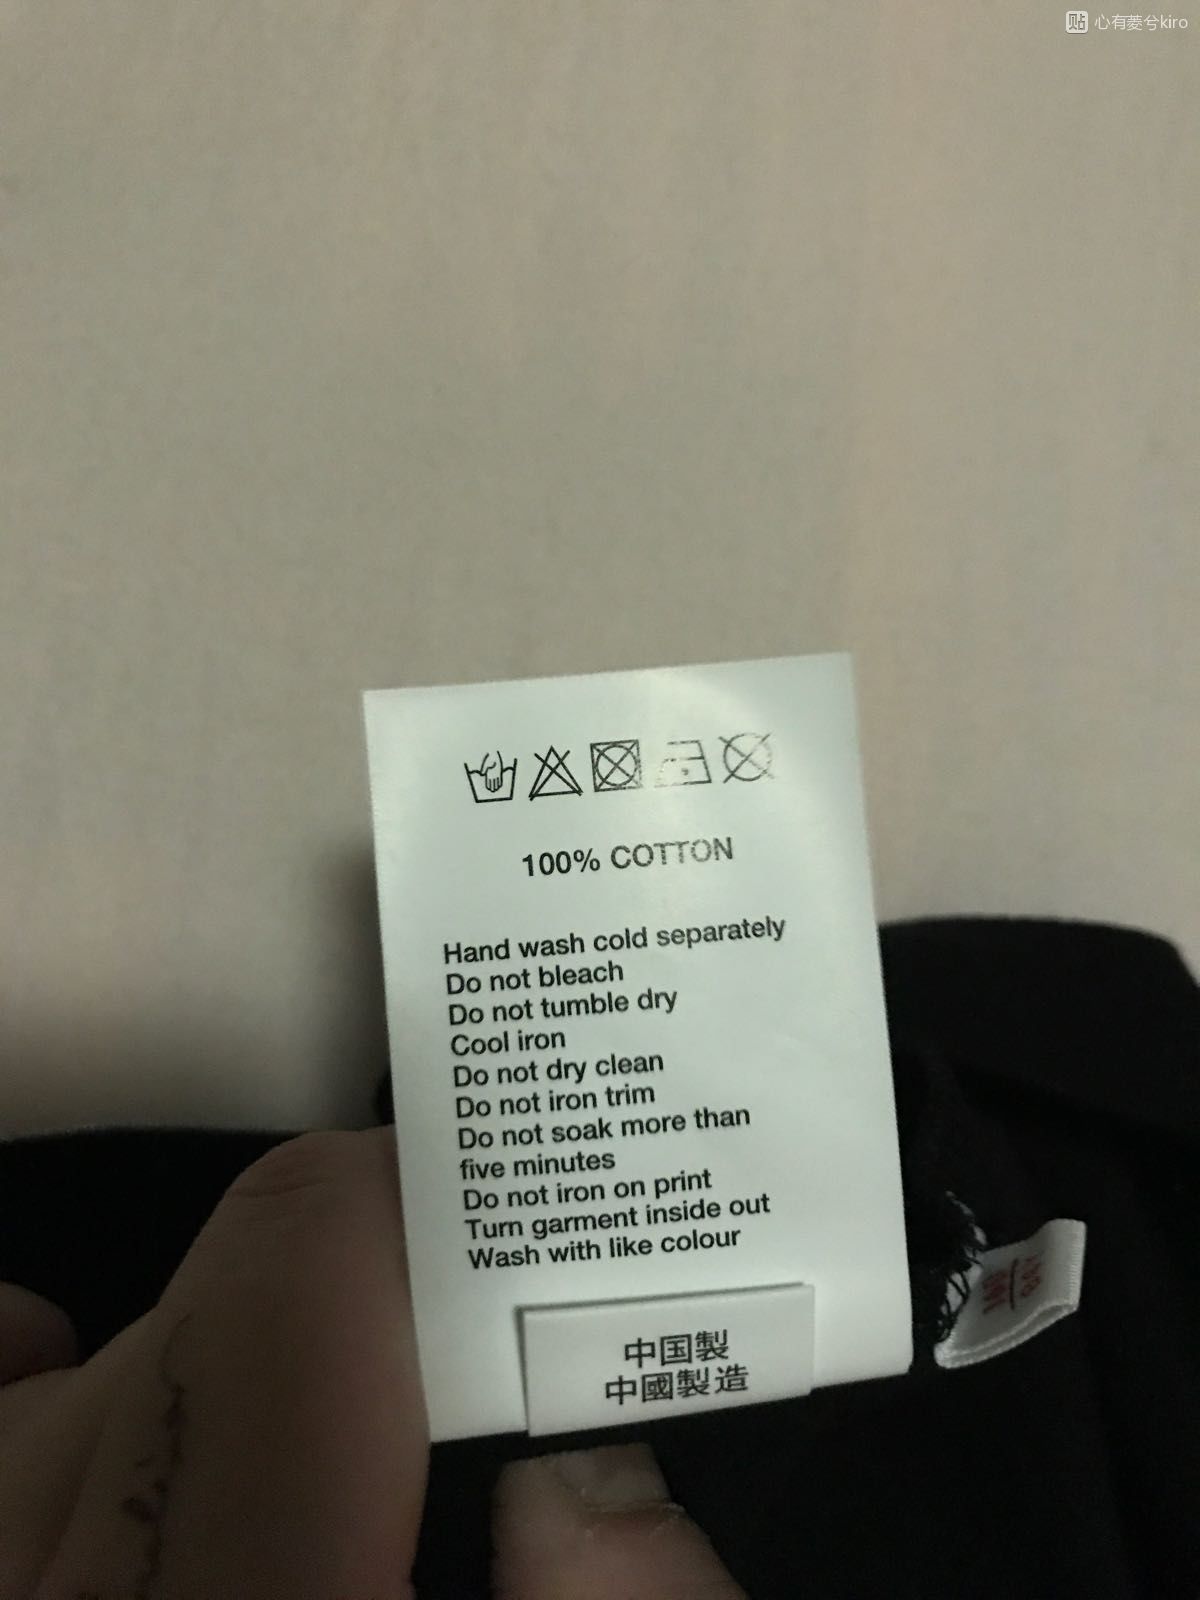 贴 心有菱兮kiro
100% COTTON
Hand wash cold separately
Do not bleach
Do not tumble dry
Cool iron
Do not dry clean
Do not iron trim
Do not soak more than
five minutes
Do not iron on print
Turn garment inside out
Wash with like colour
中国製
中國製造